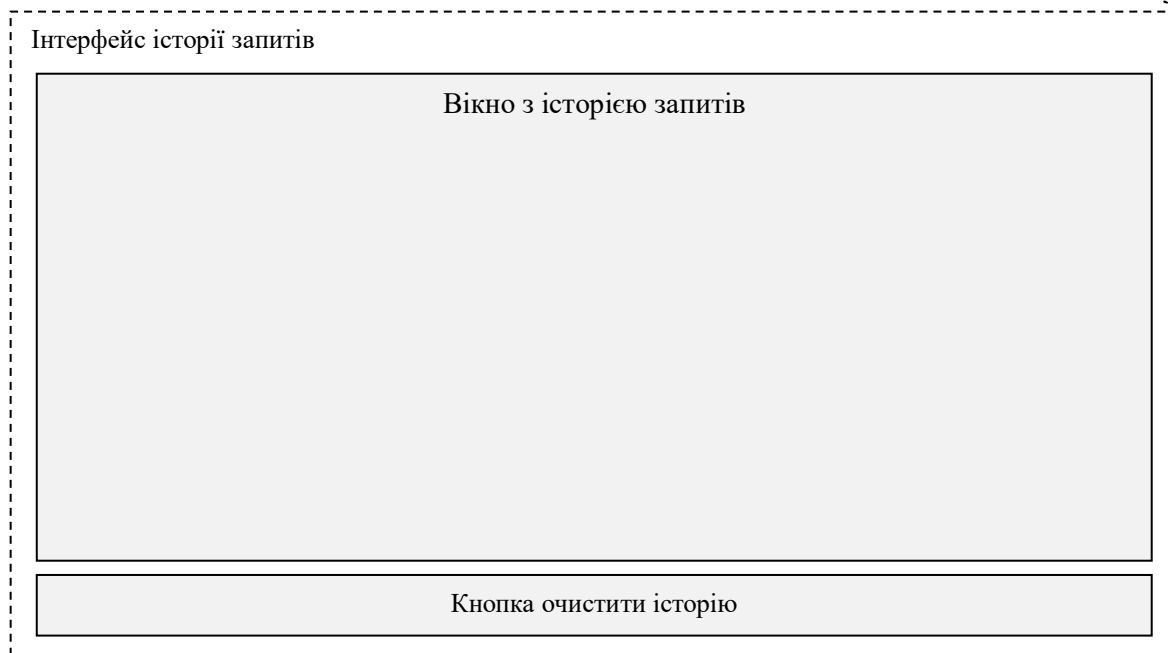 Інтерфейс історії запитів
Вікно з історією запитів
Кнопка очистити історію